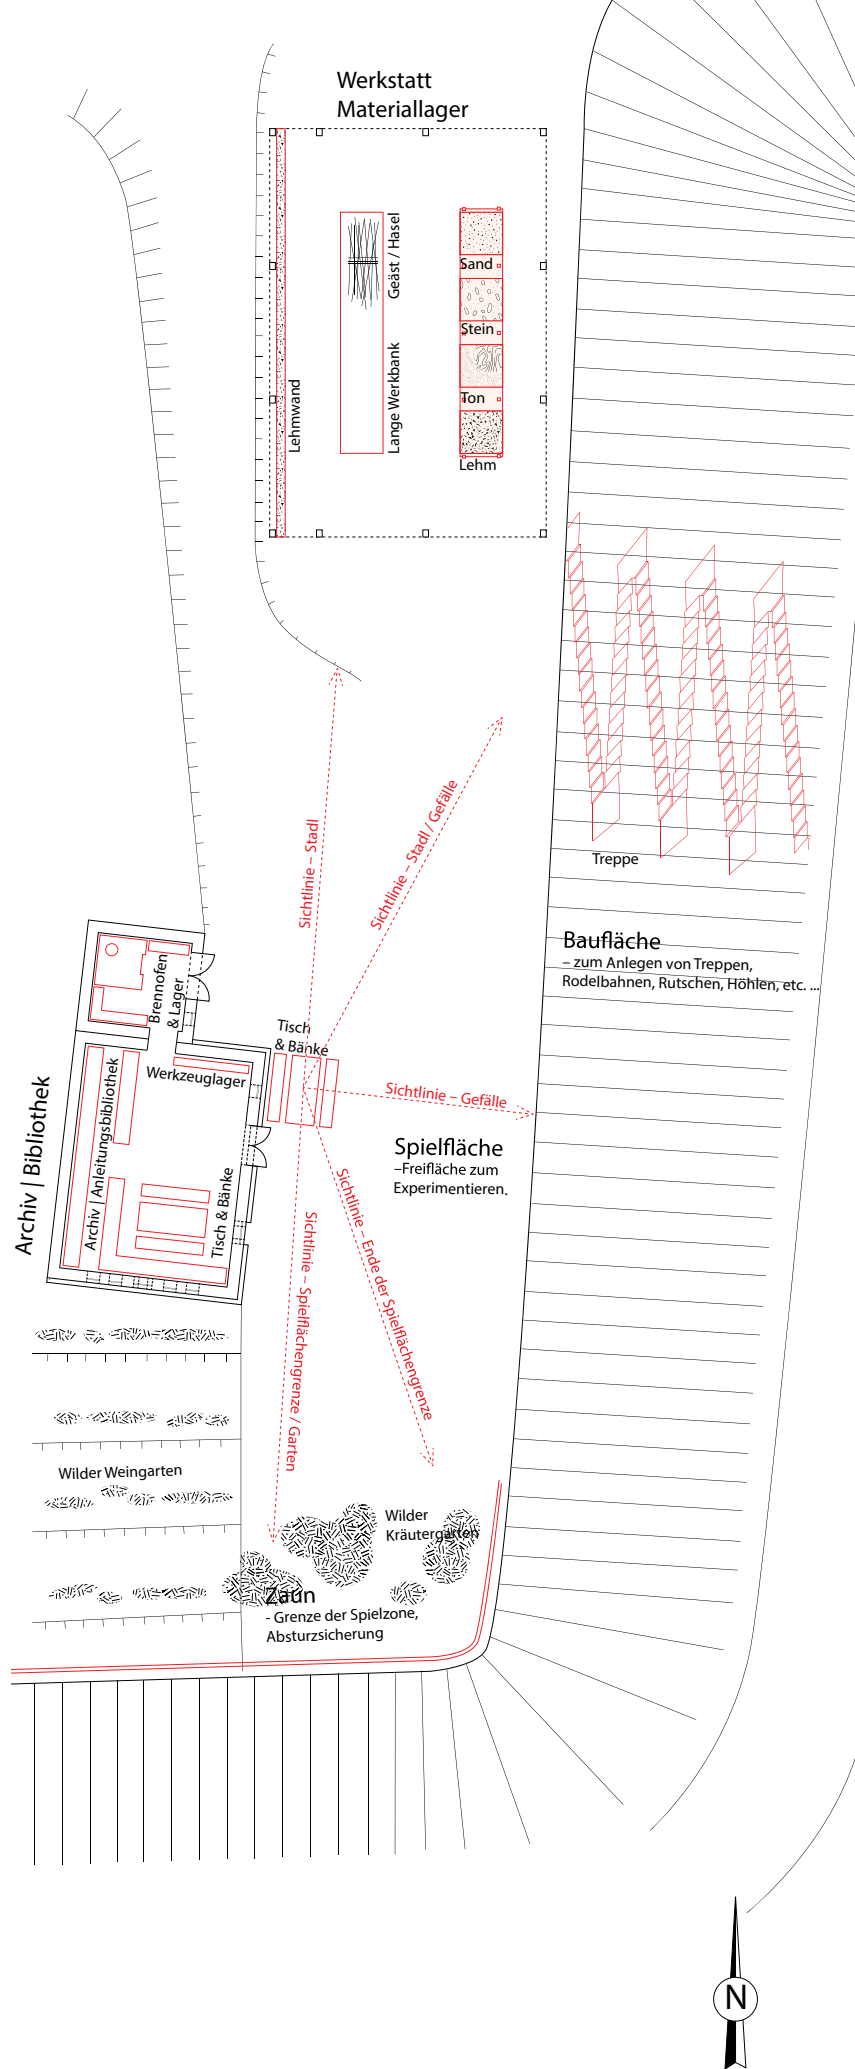 Werkstatt
Materiallager
Geäst / Hasel
Lange Werkbank
Lehmwand
Sand
Stein
Ton
Lehm
Treppe
Sichtlinie – Stadl
Sichtlinie – Stadl / Gefälle
Baufläche
– zum Anlegen von Treppen,
Rodelbahnen, Rutschen, Höhlen, etc. ...
Brennofen
& Lager
Tisch
& Bänke
Werkzeuglager
Archiv | Bibliothek
Archiv | Anleitungsbibliothek
Tisch & Bänke
Sichtlinie – Gefälle
Spielfläche
–Freifläche zum
Experimentieren.
Sichtlinie – Ende der Spielflächengrenze
Sichtlinie – Spielflächengrenze / Garten
Wilder Weingarten
Wilder
Kräutergarten
Zaun
- Grenze der Spielzone,
Absturzsicherung
N